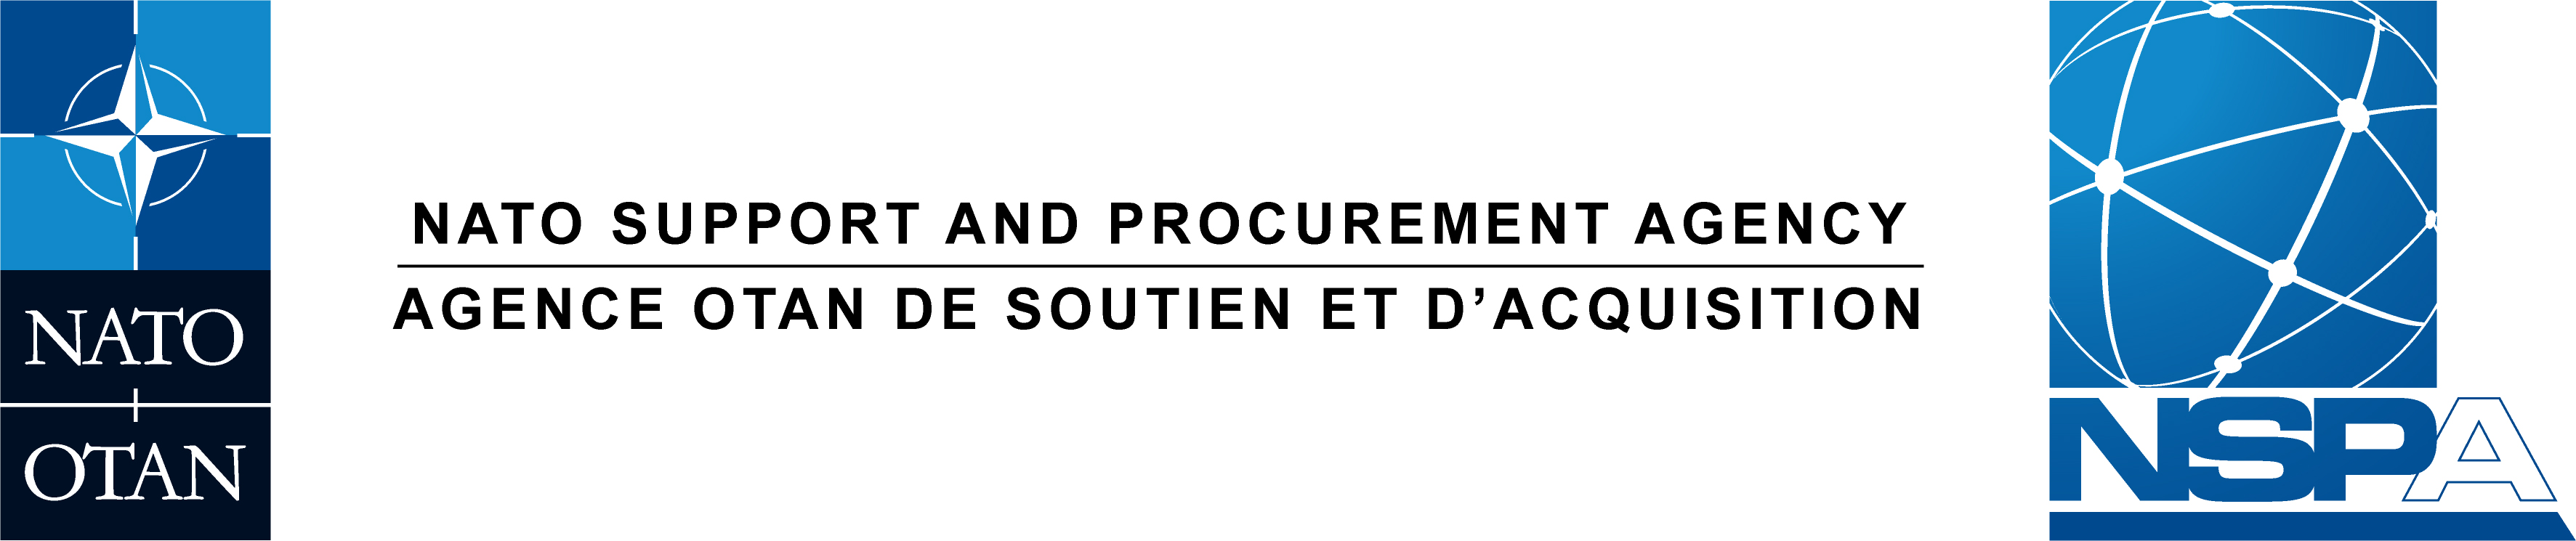 NATO
OTAN
NATO SUPPORT AND PROCUREMENT AGENCY
AGENCE OTAN DE SOUTIEN ET D’ACQUISITION
NSPA